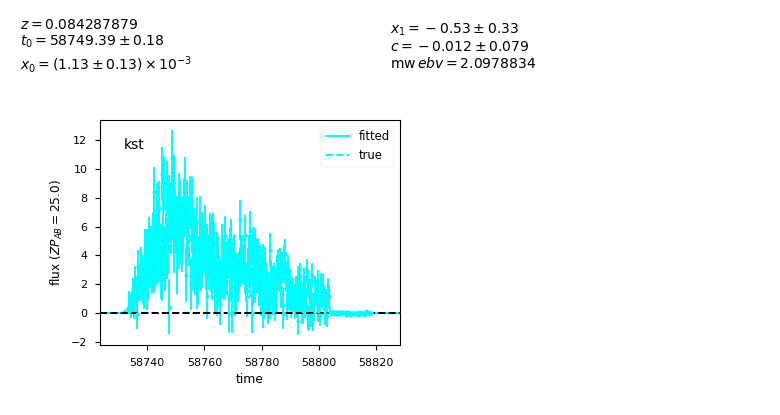 z = 0.084287879
t₀ = 58749.39 ± 0.18
x₀ = (1.13 ± 0.13) × 10⁻³
x₁ = −0.53 ± 0.33
c = −0.012 ± 0.079
mw ebv = 2.0978834
kst
fitted
true
12
10
8
6
4
2
0
−2
flux (ZP_AB = 25.0)
58740 58760 58780 58800 58820
time